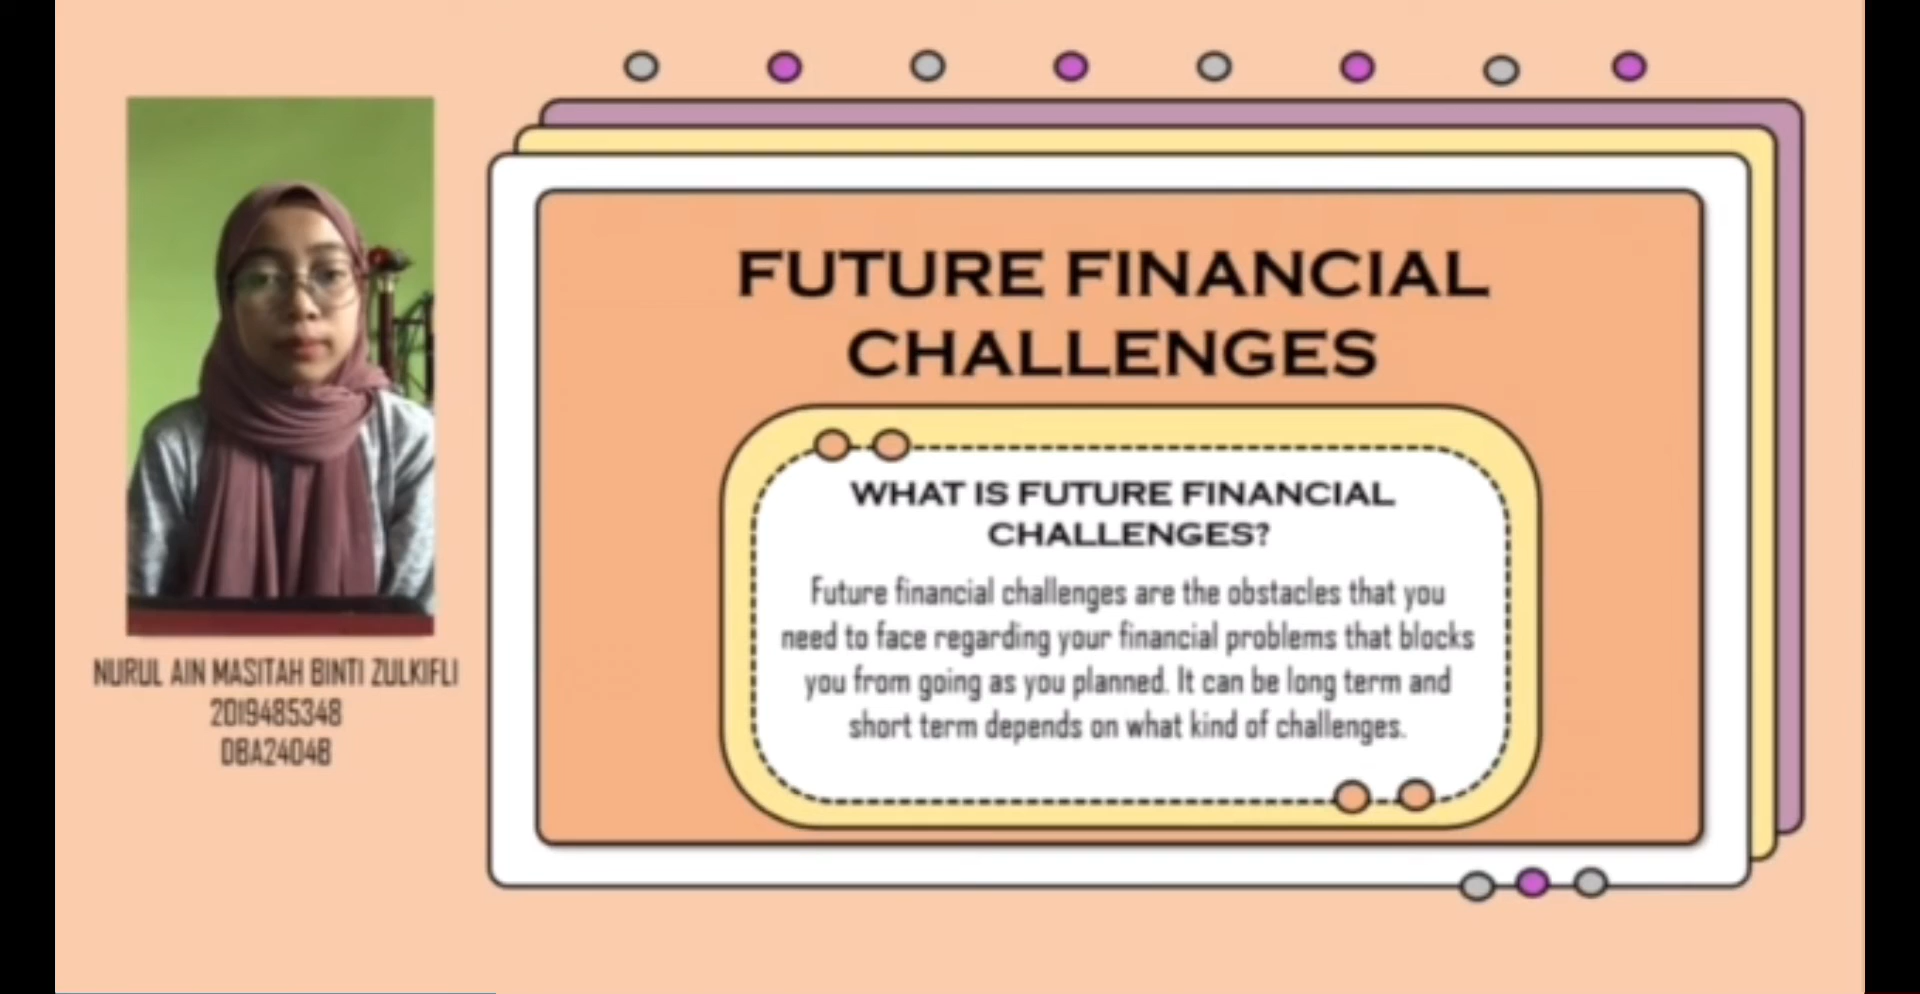 FUTURE FINANCIAL
CHALLENGES
WHAT IS FUTURE FINANCIAL
CHALLENGES?
Future financial challenges are the obstacles that you
need to face regarding your financial problems that blocks
you from going as you planned. It can be long term and
short term depends on what kind of challenges.
NURUL AIN MASITAH BINTI ZULKIFLI
2019485348
DBA2404B